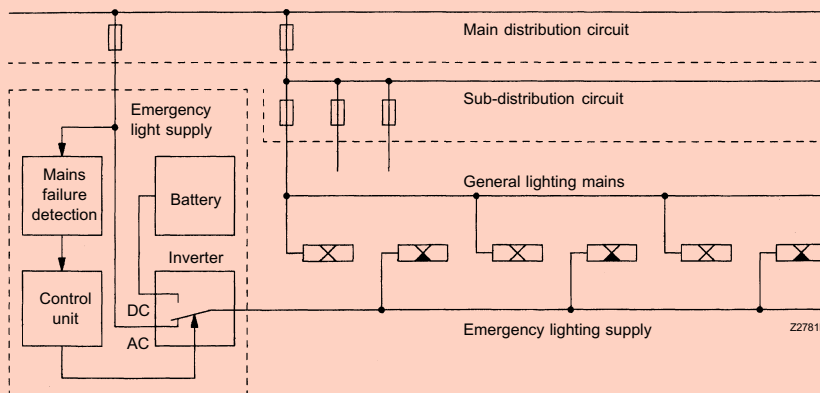 Main distribution circuit
Sub-distribution circuit
Emergency
light supply
Mains
failure
detection
Battery
General lighting mains
Inverter
Control
unit
DC
AC
Emergency lighting supply
Z2781